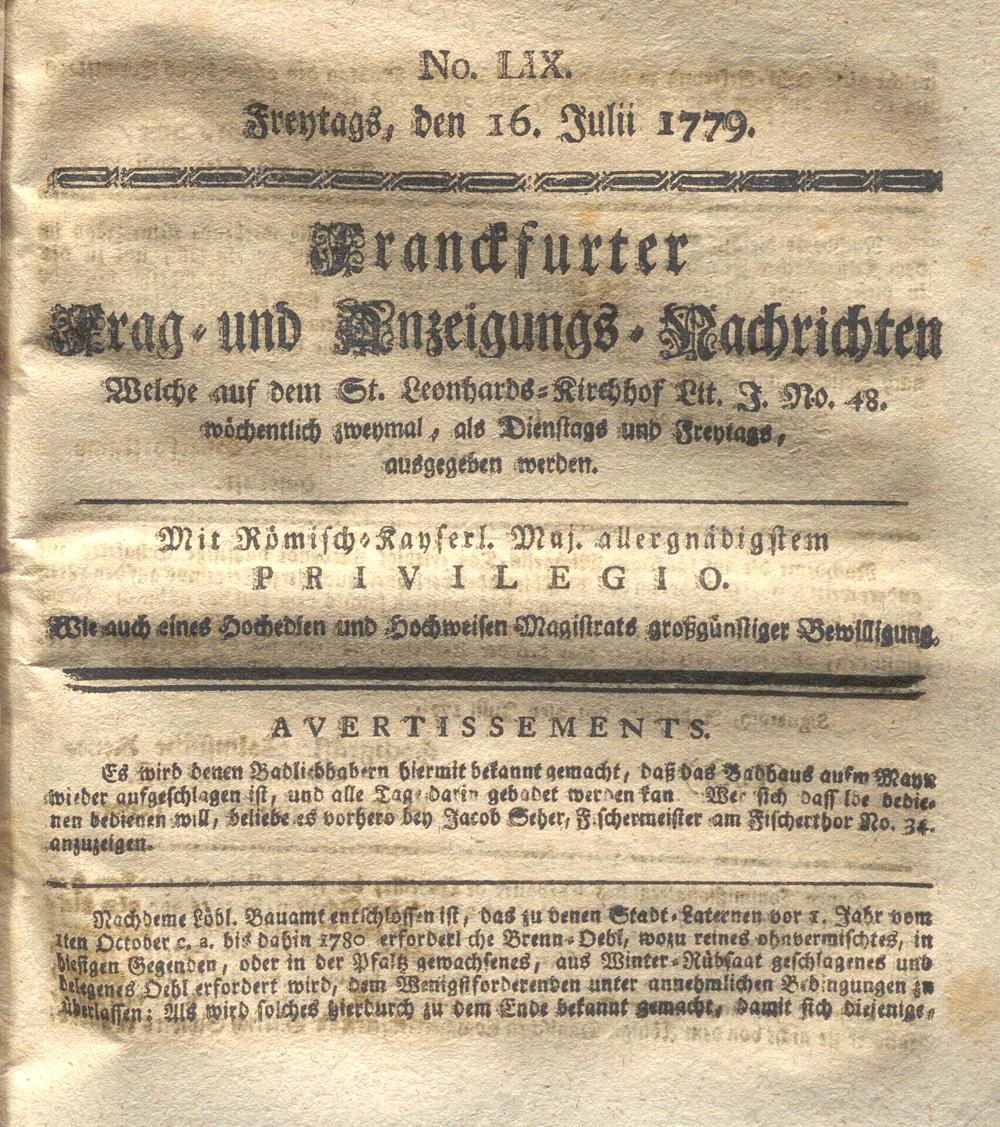 No. LIX.
Freytags, den 16. Julii 1779.
Franckfurter
Frag- und Anzeigungs-Nachrichten
Welche auf dem St. Leonhards-Kirchhof Lit. J. No. 48.
wöchentlich zweymal, als Dienstags und Freytags,
ausgegeben werden.
Mit Römisch-Kayserl. Maj. allergnädigstem
PRIVILEGIO.
Wie auch eines Hochedlen und Hochweisen Magistrats großgünstiger Bewilligung.
AVERTISSEMENTS.
Es wird denen Badliebhabern hiermit bekannt gemacht, daß das Badhaus aufm Mayn
wieder aufgeschlagen ist, und alle Tage darin gebadet werden kan Wer sich dasselbe bedie-
nen bedienen will, beliebe es vorhero bey Jacob Seher, Fischermeister am Fischerthor No. 34.
anzuzeigen.
Nachdeme Löbl. Bauamt entschlossen ist, das zu denen Stadt-Laternen vor 1. Jahr vom
1ten October c. a. bis dahin 1780 erforderliche Brenn-Oehl, wozu reines ohnvermischtes, in
hiesigen Gegenden, oder in der Pfaltz gewachsenes, aus Winter-Rübsaat geschlagenes und
belegenes Oehl erfordert wird, dem Wenigstforderenden unter annehmlichen Bedingungen zu
überlassen: Als wird solches hierdurch zu dem Ende bekannt gemacht, damit sich diejenige,